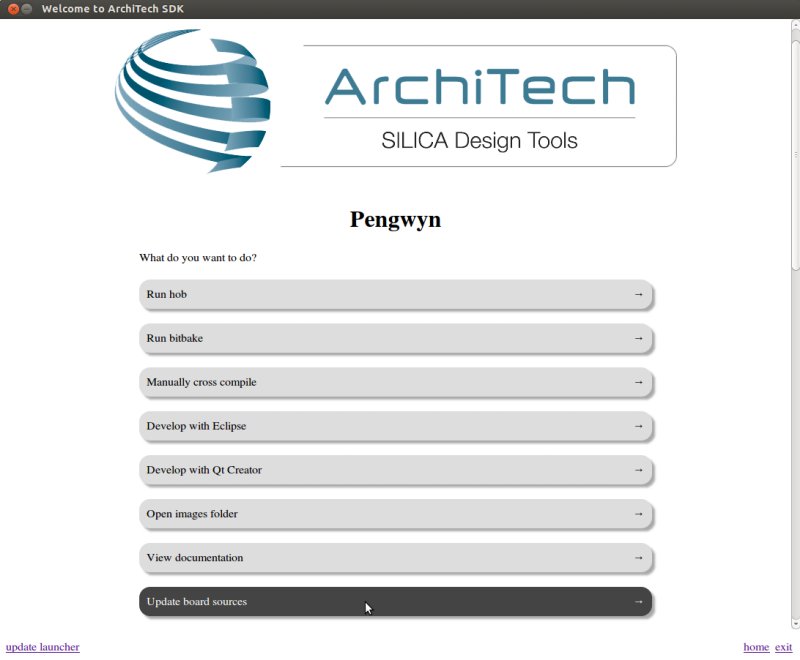 Welcome to ArchiTech SDK
ArchiTech
SILICA Design Tools
Pengwyn
What do you want to do?
Run hob →
Run bitbake →
Manually cross compile →
Develop with Eclipse →
Develop with Qt Creator →
Open images folder →
View documentation →
Update board sources →
update launcher home exit